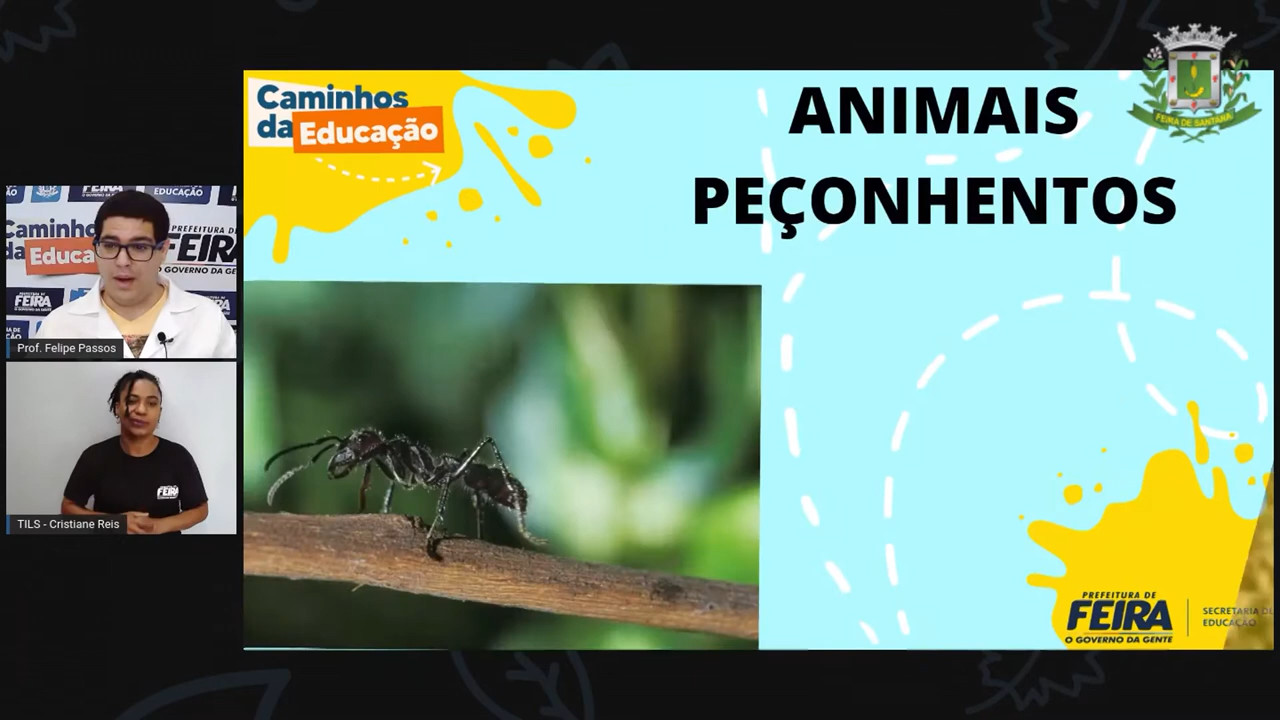 Caminhos
da Educação
ANIMAIS
PEÇONHENTOS
FEIRA DE SANTANA
EDUCAÇÃO
Caminho
da Educa
PREFEITURA DE
FEIRA
O GOVERNO DA GENTE
FEIRA
Prof. Felipe Passos
FEIRA
TILS - Cristiane Reis
PREFEITURA DE
FEIRA
O GOVERNO DA GENTE
SECRETARIA DE
EDUCAÇÃO